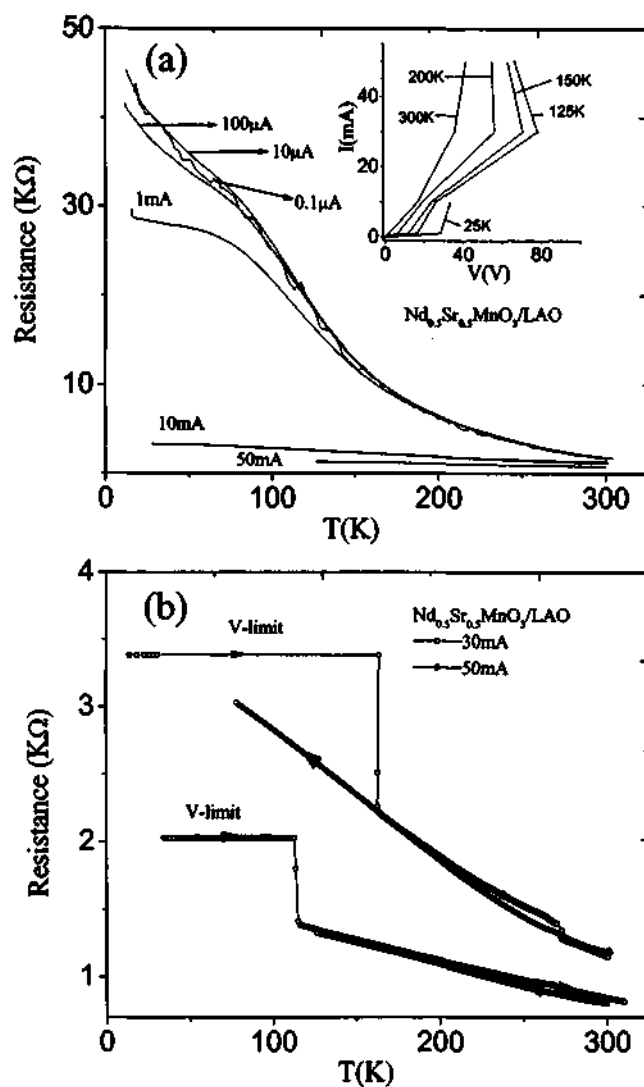 50
30
10
0
100
200
300
Resistance (KΩ)
T(K)
(a)
100μA
10μA
0.1μA
1mA
10mA
50mA
40
20
0
0
40
80
I(mA)
V(V)
200K
300K
150K
125K
25K
Nd0.5Sr0.5MnO3/LAO
4
3
2
1
0
100
200
300
Resistance (KΩ)
T(K)
(b)
V-limit
V-limit
Nd0.5Sr0.5MnO3/LAO
30mA
50mA